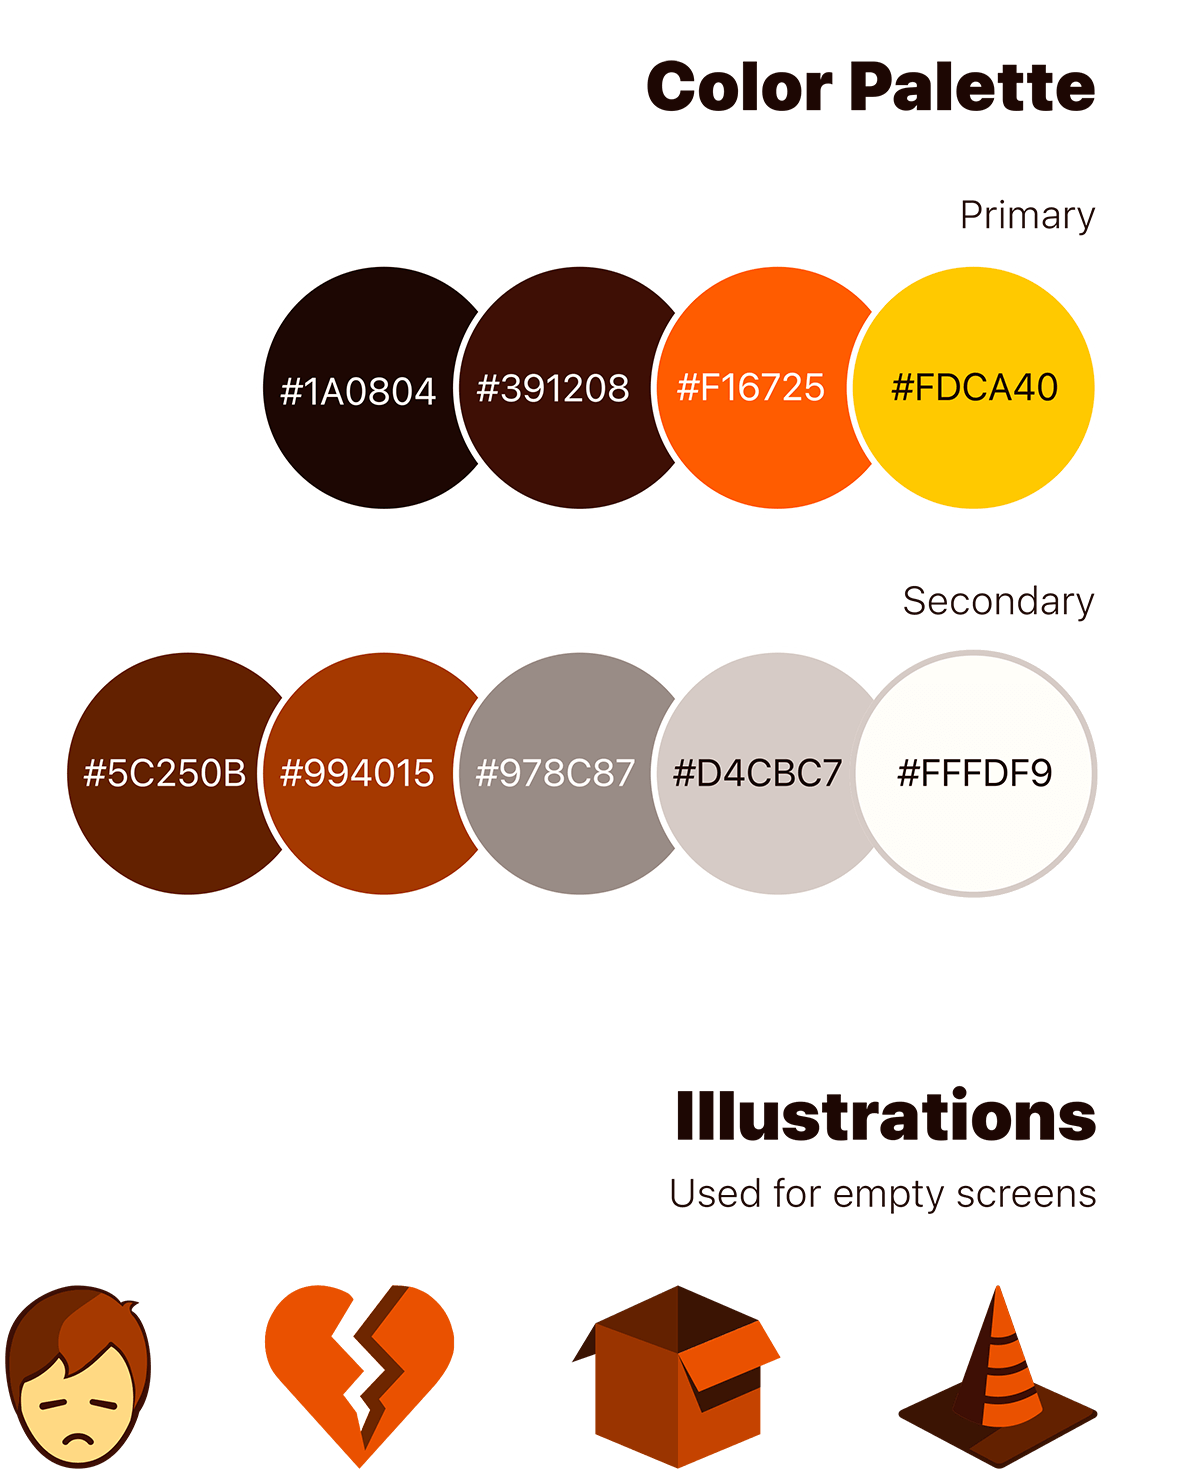 Color Palette
Primary
#1A0804 #391208 #F16725 #FDCA40
Secondary
#5C250B #994015 #978C87 #D4CBC7 #FFFDF9
Illustrations
Used for empty screens